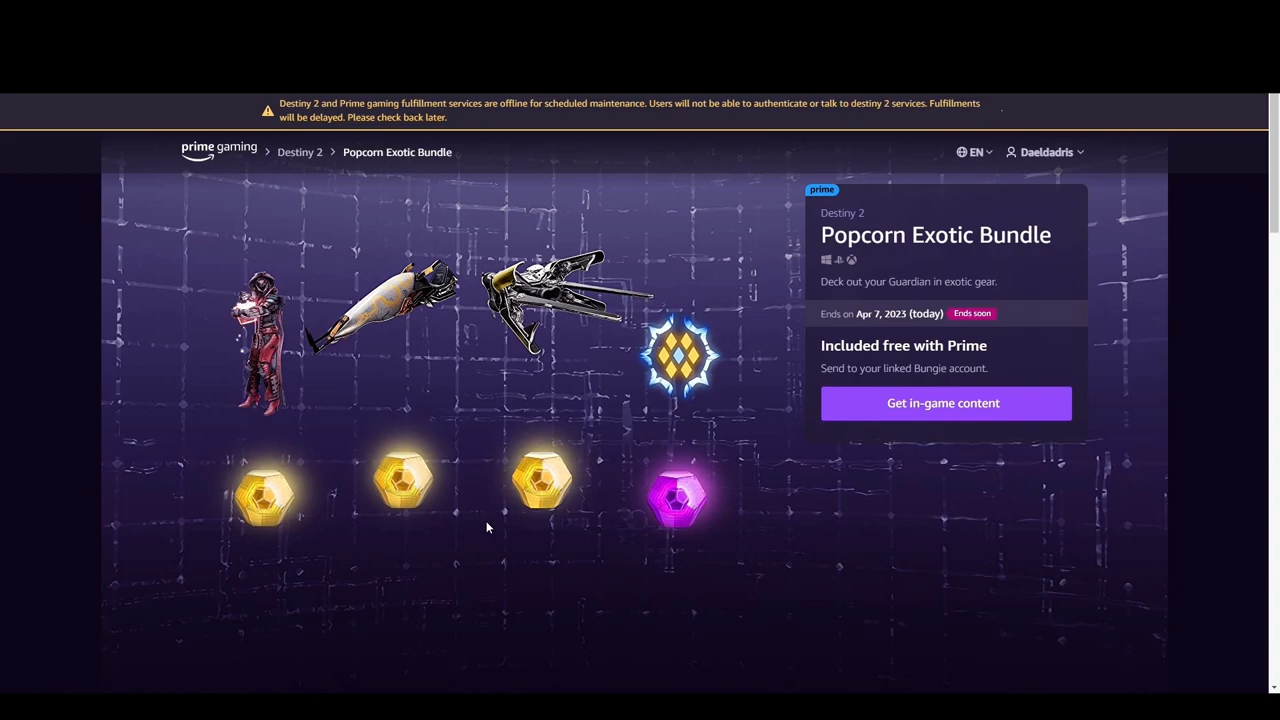 Destiny 2 and Prime gaming fulfillment services are offline for scheduled maintenance. Users will not be able to authenticate or talk to destiny 2 services. Fulfillments
will be delayed. Please check back later.
prime gaming > Destiny 2 > Popcorn Exotic Bundle EN Daeldadris
prime
Destiny 2
Popcorn Exotic Bundle
Deck out your Guardian in exotic gear.
Ends on Apr 7, 2023 (today) Ends soon
Included free with Prime
Send to your linked Bungie account.
Get in-game content